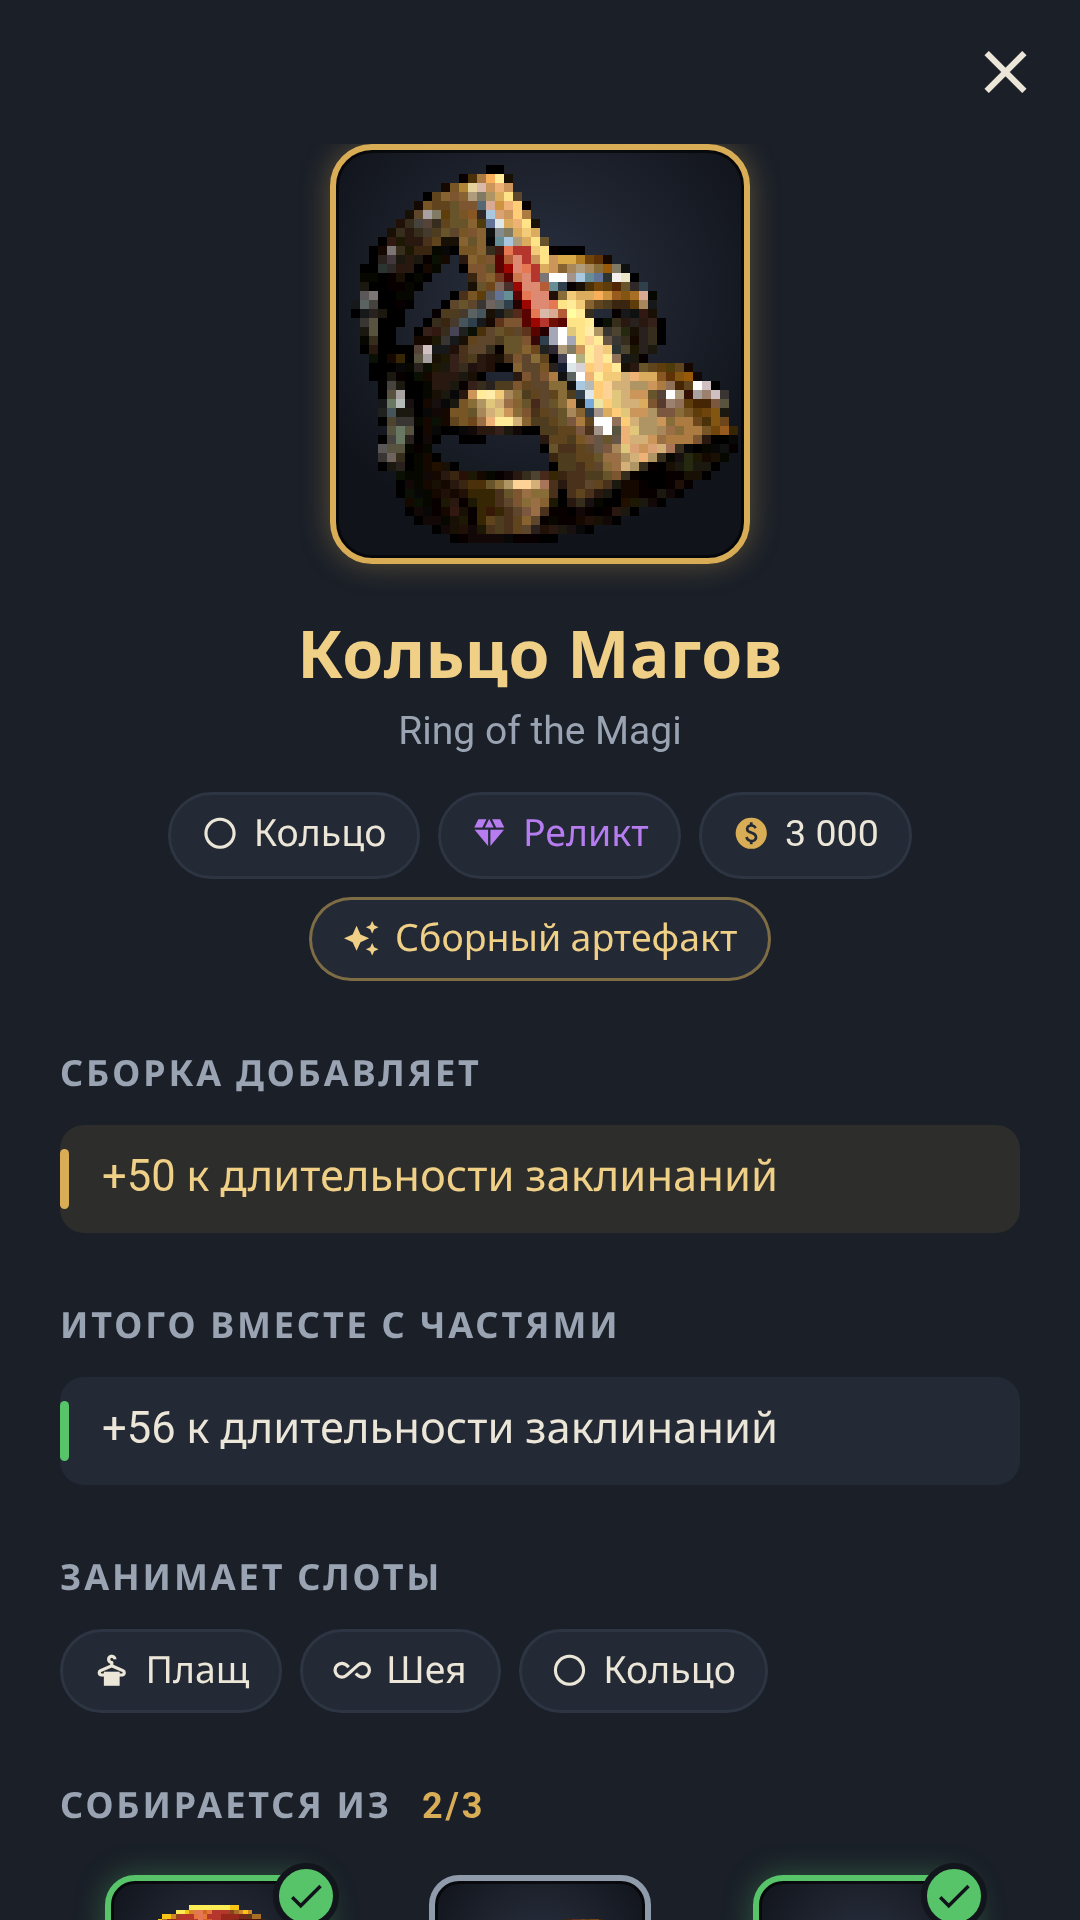 Кольцо Магов
Ring of the Magi
Кольцо
Реликт
3 000
Сборный артефакт
СБОРКА ДОБАВЛЯЕТ
+50 к длительности заклинаний
ИТОГО ВМЕСТЕ С ЧАСТЯМИ
+56 к длительности заклинаний
ЗАНИМАЕТ СЛОТЫ
Плащ
Шея
Кольцо
СОБИРАЕТСЯ ИЗ 2/3